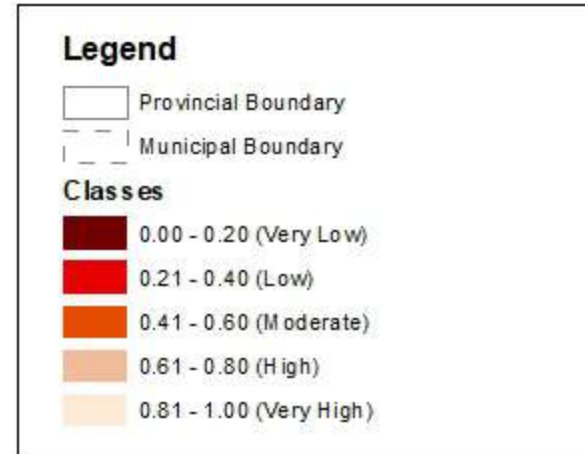 Legend
Provincial Boundary
Municipal Boundary
Classes
0.00 - 0.20 (Very Low)
0.21 - 0.40 (Low)
0.41 - 0.60 (Moderate)
0.61 - 0.80 (High)
0.81 - 1.00 (Very High)